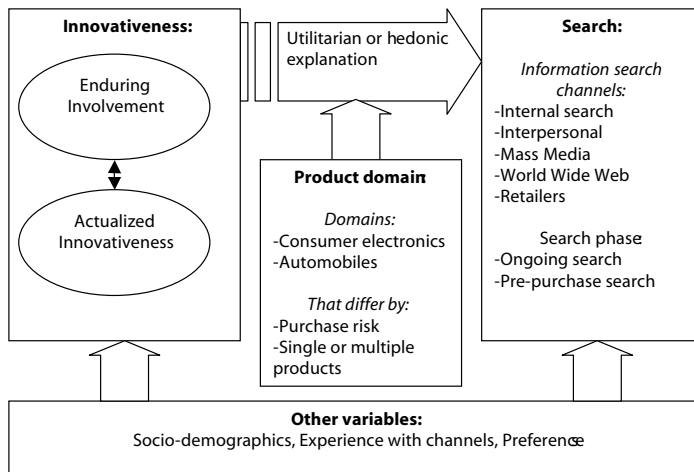 Innovativeness:
Enduring
Involvement
Actualized
Innovativeness
Utilitarian or hedonic
explanation
Product domain:
Domains:
-Consumer electronics
-Automobiles
That differ by:
-Purchase risk
-Single or multiple
products
Search:
Information search
channels:
-Internal search
-Interpersonal
-Mass Media
-World Wide Web
-Retailers
Search phase:
-Ongoing search
-Pre-purchase search
Other variables:
Socio-demographics, Experience with channels, Preference